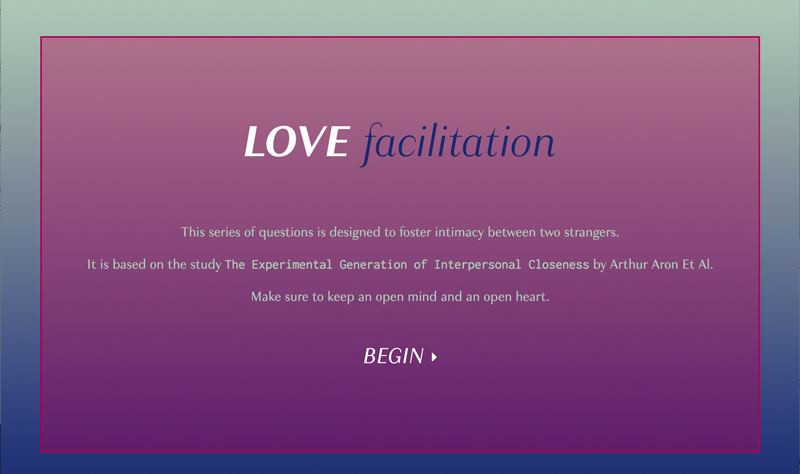 LOVE facilitation
This series of questions is designed to foster intimacy between two strangers.
It is based on the study The Experimental Generation of Interpersonal Closeness by Arthur Aron Et Al.
Make sure to keep an open mind and an open heart.
BEGIN